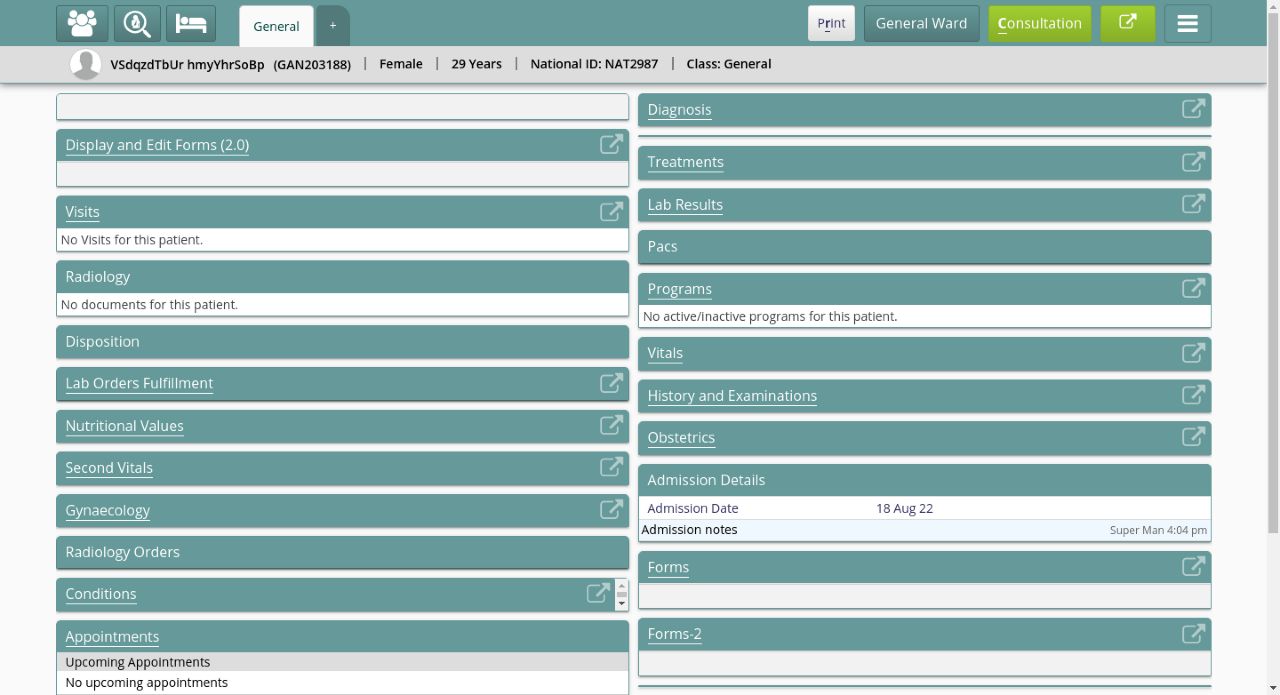 General
+
Print
General Ward
Consultation
VSdqzdTbUr hmyYhrSoBp (GAN203188) | Female | 29 Years | National ID: NAT2987 | Class: General
Display and Edit Forms (2.0)
Visits
No Visits for this patient.
Radiology
No documents for this patient.
Disposition
Lab Orders Fulfillment
Nutritional Values
Second Vitals
Gynaecology
Radiology Orders
Conditions
Appointments
Upcoming Appointments
No upcoming appointments
Diagnosis
Treatments
Lab Results
Pacs
Programs
No active/inactive programs for this patient.
Vitals
History and Examinations
Obstetrics
Admission Details
Admission Date 18 Aug 22
Admission notes Super Man 4:04 pm
Forms
Forms-2